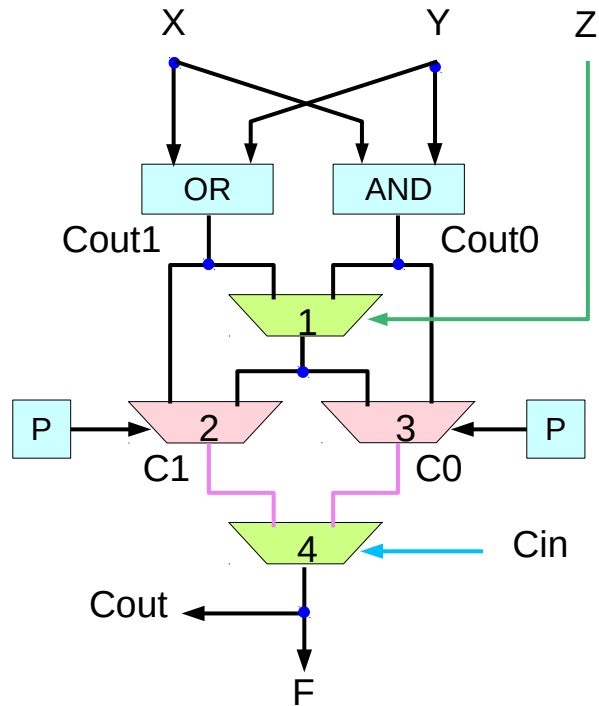 X Y Z
OR AND
Cout1 Cout0
1
P 2 3 P
C1 C0
4 Cin
Cout
F